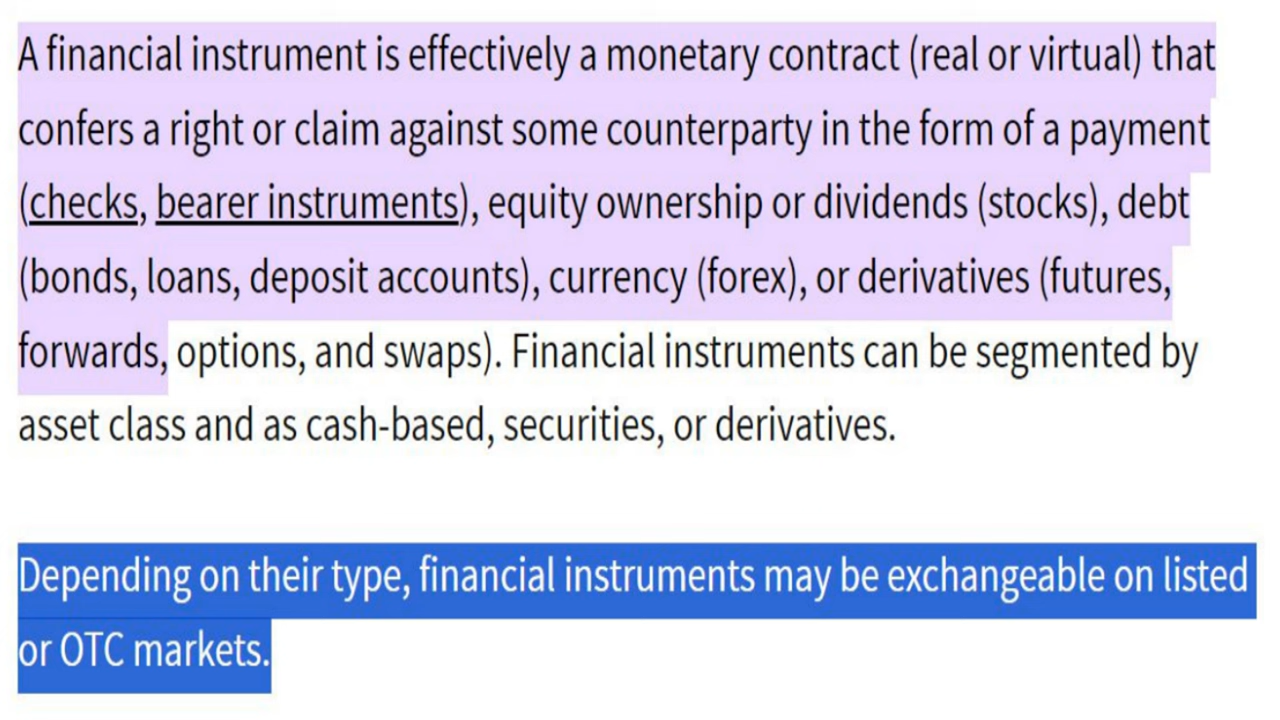 A financial instrument is effectively a monetary contract (real or virtual) that
confers a right or claim against some counterparty in the form of a payment
(checks, bearer instruments), equity ownership or dividends (stocks), debt
(bonds, loans, deposit accounts), currency (forex), or derivatives (futures,
forwards, options, and swaps). Financial instruments can be segmented by
asset class and as cash-based, securities, or derivatives.
Depending on their type, financial instruments may be exchangeable on listed
or OTC markets.